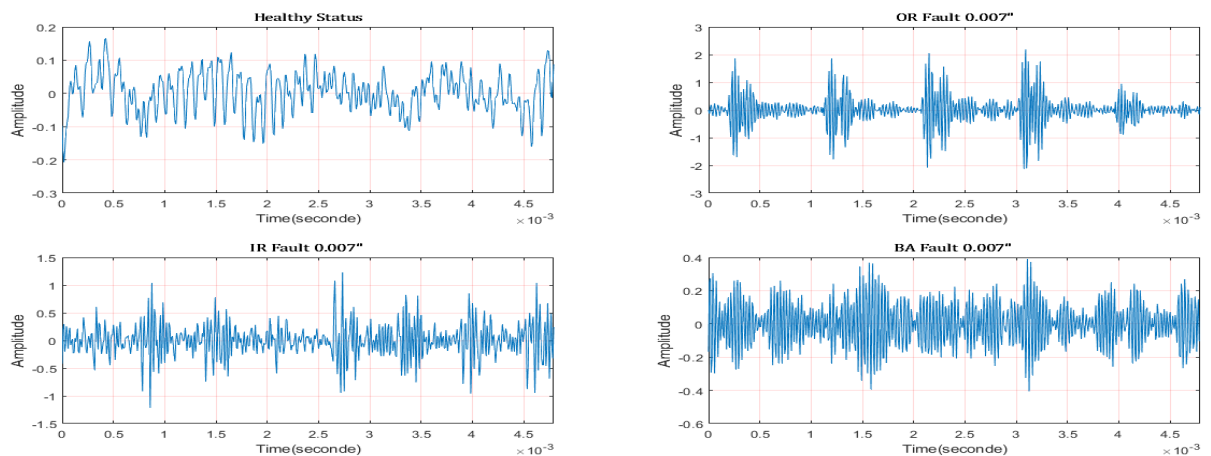 Healthy Status
0.2
0.1
0
-0.1
-0.2
-0.3
Amplitude
0 0.5 1 1.5 2 2.5 3 3.5 4 4.5
Time(seconde)
× 10-3
OR Fault 0.007"
3
2
1
0
-1
-2
-3
Amplitude
0 0.5 1 1.5 2 2.5 3 3.5 4 4.5
Time(seconde)
× 10-3
IR Fault 0.007"
1.5
1
0.5
0
-0.5
-1
-1.5
Amplitude
0 0.5 1 1.5 2 2.5 3 3.5 4 4.5
Time(seconde)
× 10-3
BA Fault 0.007"
0.4
0.2
0
-0.2
-0.4
-0.6
Amplitude
0 0.5 1 1.5 2 2.5 3 3.5 4 4.5
Time(seconde)
× 10-3